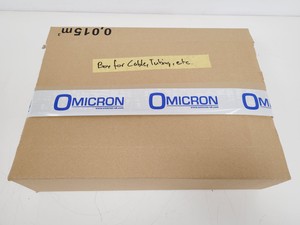 0,015m³
Box for Cable, Tubing, etc.
OMICRON OMICRON OMICRON